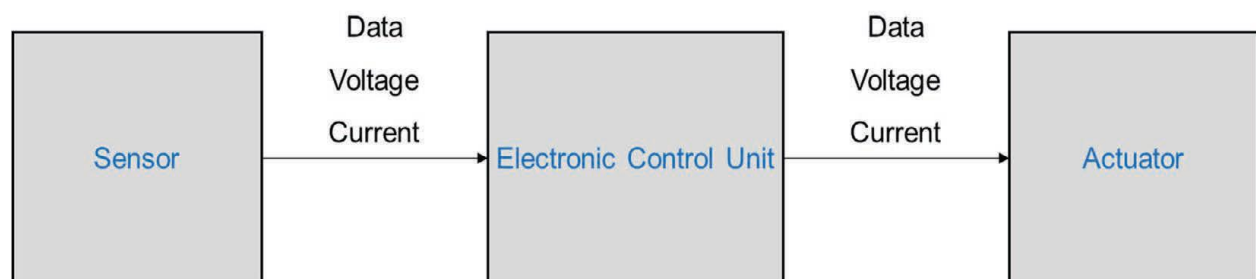 Data
Voltage
Current
Data
Voltage
Current
Sensor
Electronic Control Unit
Actuator